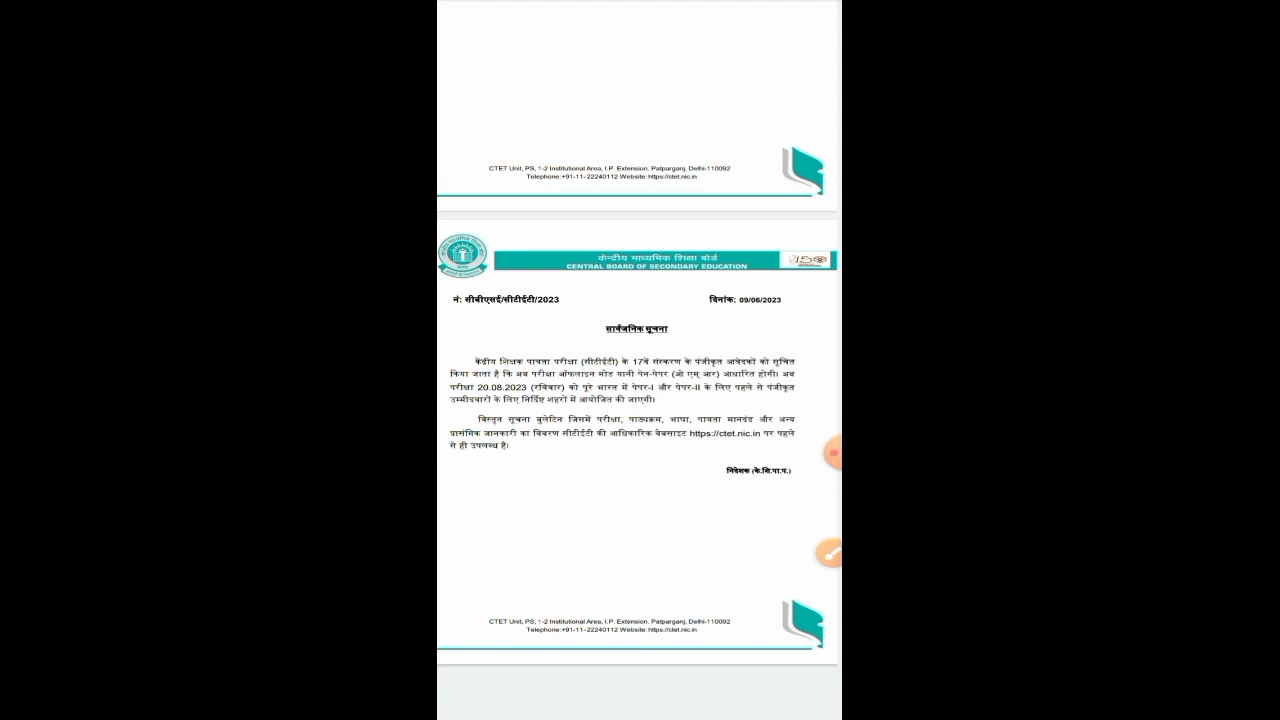 CTET Unit, PS, 1-2 Institutional Area, I.P. Extension. Patparganj, Delhi-110092
Telephone:+91-11-22240112 Website:https://ctet.nic.in
केन्द्रीय माध्यमिक शिक्षा बोर्ड
CENTRAL BOARD OF SECONDARY EDUCATION
नं: सीबीएसई/सीटीईटी/2023 दिनांक: 09/06/2023
सार्वजनिक सूचना
केंद्रीय शिक्षक पात्रता परीक्षा (सीटीईटी) के 17वें संस्करण के पंजीकृत आवेदकों को सूचित
किया जाता है कि अब परीक्षा ऑफलाइन मोड यानी पेन-पेपर (ओ एम् आर) आधारित होगी। अब
परीक्षा 20.08.2023 (रविवार) को पूरे भारत में पेपर-I और पेपर-II के लिए पहले से पंजीकृत
उम्मीदवारों के लिए निर्दिष्ट शहरों में आयोजित की जाएगी।
विस्तृत सूचना बुलेटिन जिसमें परीक्षा, पाठ्यक्रम, भाषा, पात्रता मानदंड और अन्य
प्रासंगिक जानकारी का विवरण सीटीईटी की आधिकारिक वेबसाइट https://ctet.nic.in पर पहले
से ही उपलब्ध है।
निदेशक (के.शि.पा.प.)
CTET Unit, PS, 1-2 Institutional Area, I.P. Extension. Patparganj, Delhi-110092
Telephone:+91-11-22240112 Website:https://ctet.nic.in